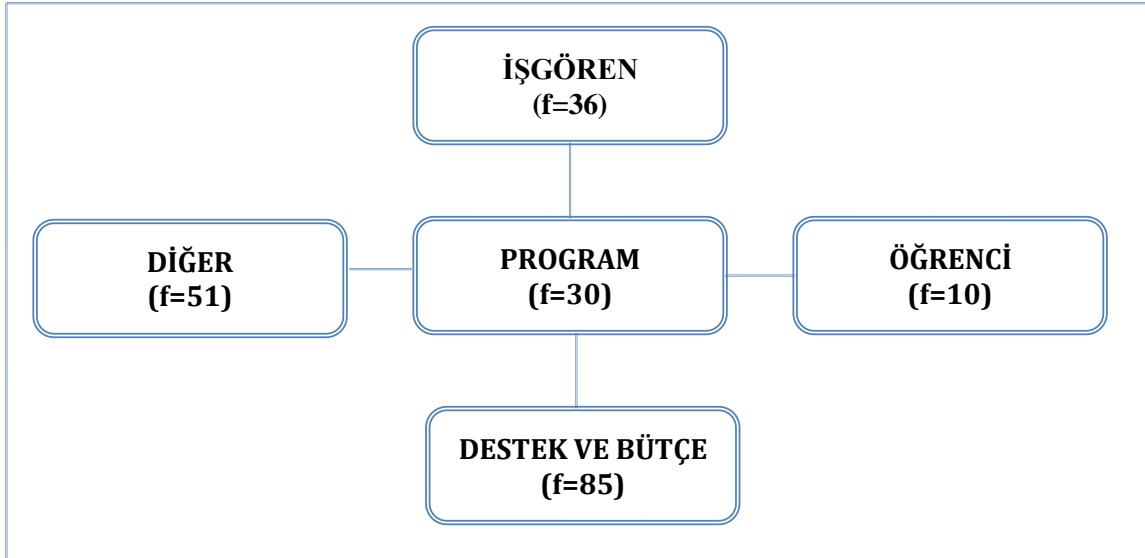 İŞGÖREN
(f=36)
DİĞER
(f=51)
PROGRAM
(f=30)
ÖĞRENCİ
(f=10)
DESTEK VE BÜTÇE
(f=85)